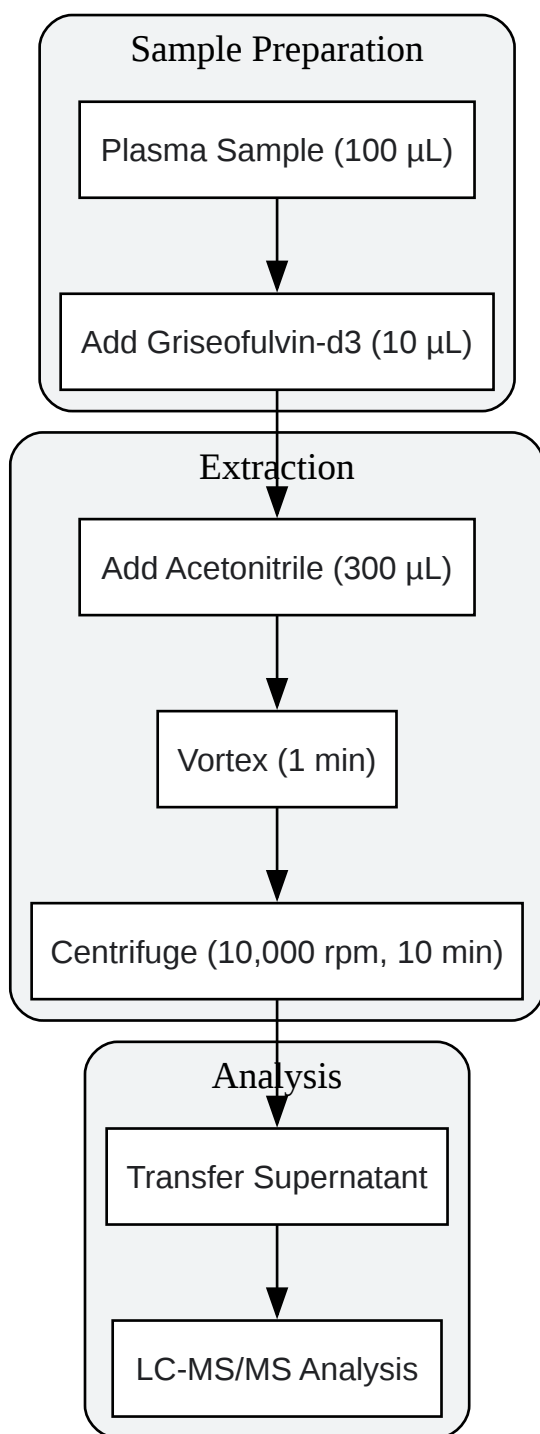 Sample Preparation
Plasma Sample (100 µL)
Add Griseofulvin-d3 (10 µL)
Extraction
Add Acetonitrile (300 µL)
Vortex (1 min)
Centrifuge (10,000 rpm, 10 min)
Analysis
Transfer Supernatant
LC-MS/MS Analysis